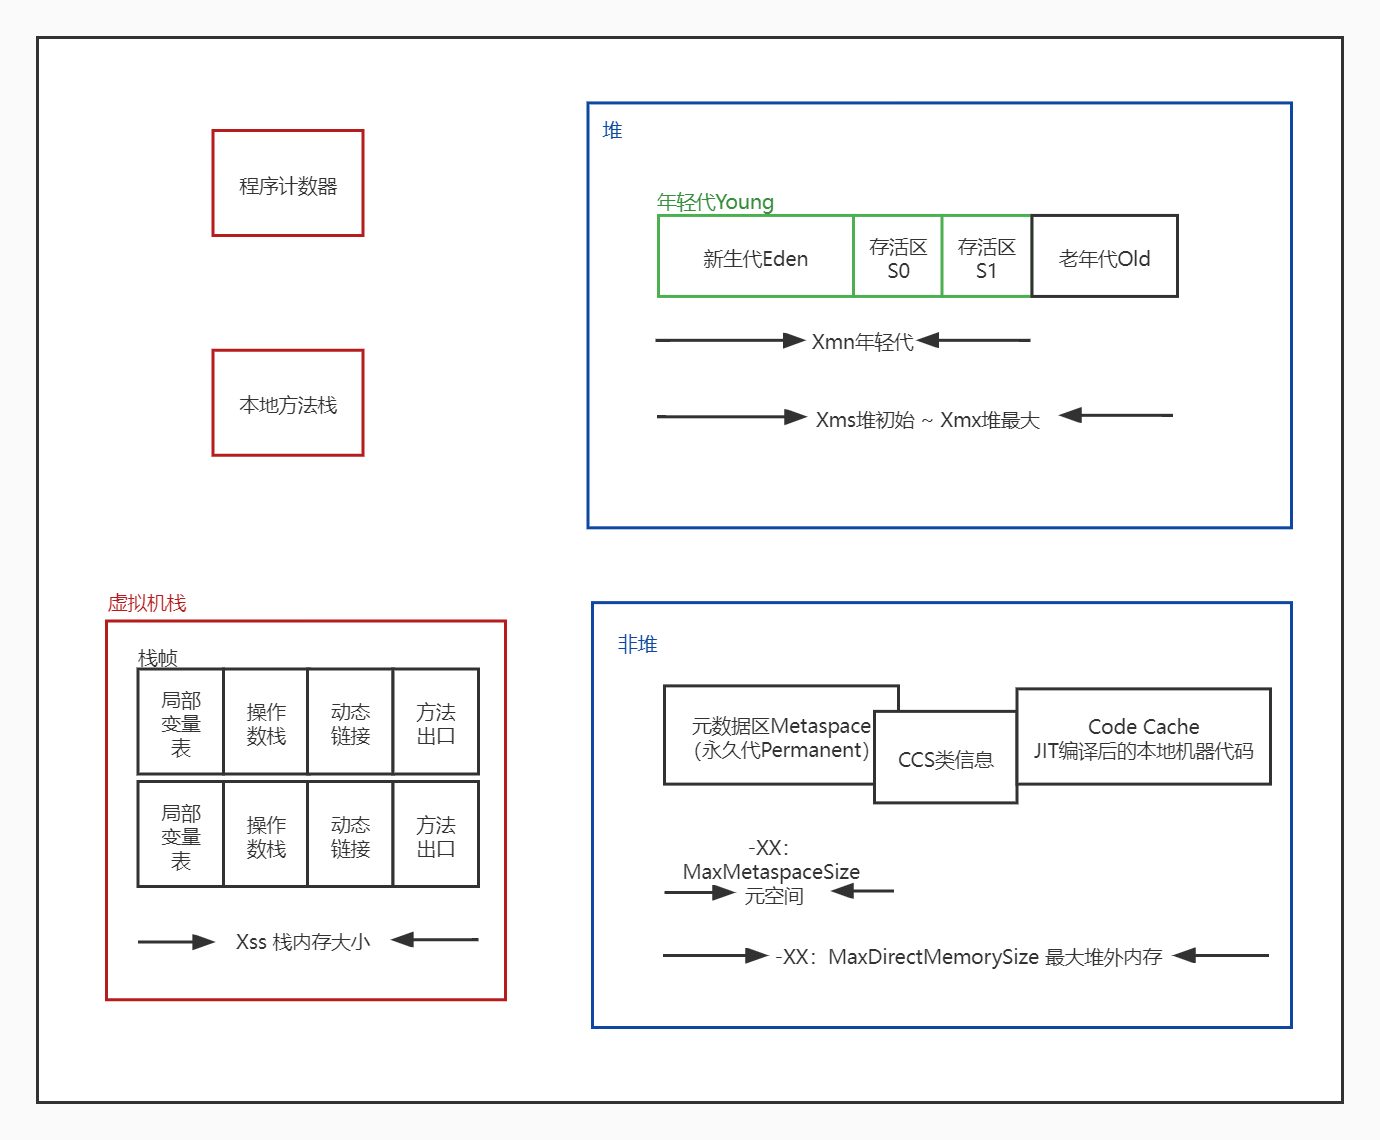 程序计数器
本地方法栈
堆
年轻代Young
新生代Eden
存活区
S0
存活区
S1
老年代Old
Xmn年轻代
Xms堆初始 ~ Xmx堆最大
虚拟机栈
栈帧
局部
变量
表
操作
数栈
动态
链接
方法
出口
局部
变量
表
操作
数栈
动态
链接
方法
出口
Xss 栈内存大小
非堆
元数据区Metaspace
（永久代Permanent）
CCS类信息
Code Cache
JIT编译后的本地机器代码
-XX：
MaxMetaspaceSize
元空间
-XX：MaxDirectMemorySize 最大堆外内存